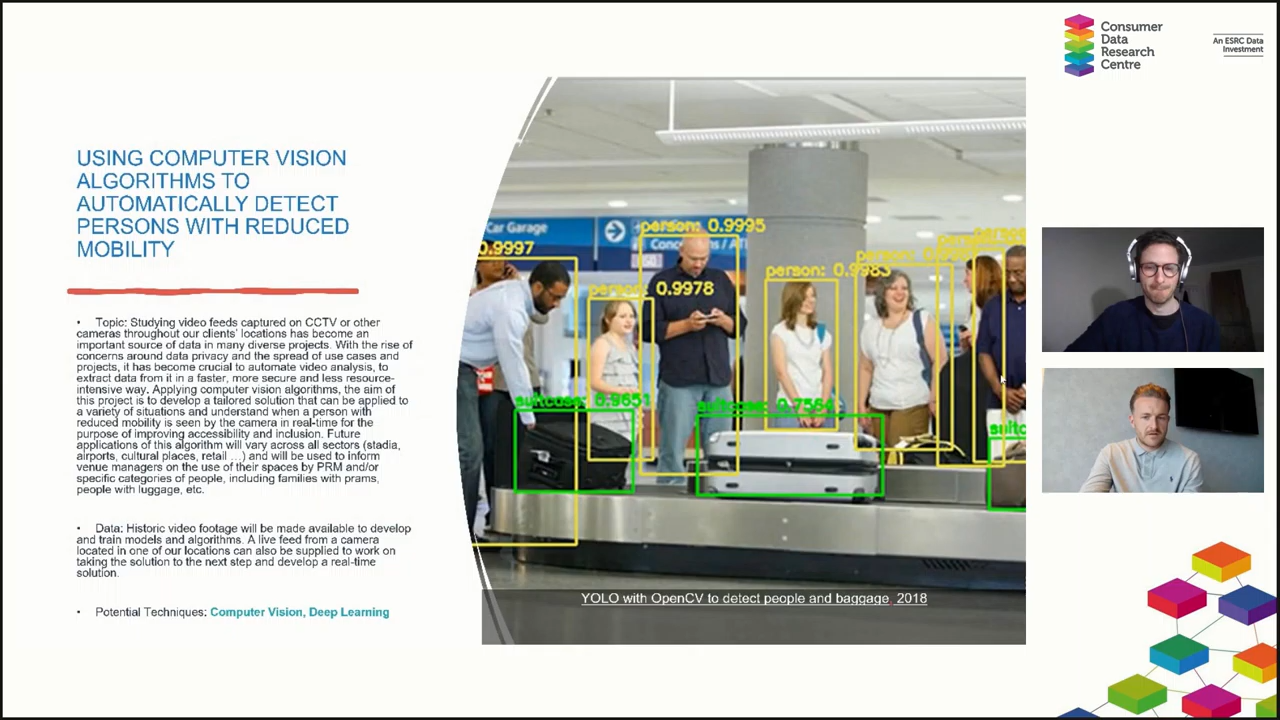 Consumer
Data
Research
Centre
An ESRC Data
Investment
USING COMPUTER VISION
ALGORITHMS TO
AUTOMATICALLY DETECT
PERSONS WITH REDUCED
MOBILITY
• Topic: Studying video feeds captured on CCTV or other
cameras throughout our clients' locations has become an
important source of data in many diverse projects. With the rise of
concerns around data privacy and the spread of use cases and
projects, it has become crucial to automate video analysis, to
extract data from it in a faster, more secure and less resource-
intensive way. Applying computer vision algorithms, the aim of
this project is to develop a tailored solution that can be applied to
a variety of situations and understand when a person with
reduced mobility is seen by the camera in real-time for the
purpose of improving accessibility and inclusion. Future
applications of this algorithm will vary across all sectors (stadia,
airports, cultural places, retail ...) and will be used to inform
venue managers on the use of their spaces by PRM and/or
specific categories of people, including families with prams,
people with luggage, etc.
• Data: Historic video footage will be made available to develop
and train models and algorithms. A live feed from a camera
located in one of our locations can also be supplied to work on
taking the solution to the next step and develop a real-time
solution.
• Potential Techniques: Computer Vision, Deep Learning
Car Garage
0.9997
person: 0.9995
person: 0.9978
person: 0.9983
person:
suitcase: 0.9651
suitcase: 0.7564
suitc
YOLO with OpenCV to detect people and baggage, 2018